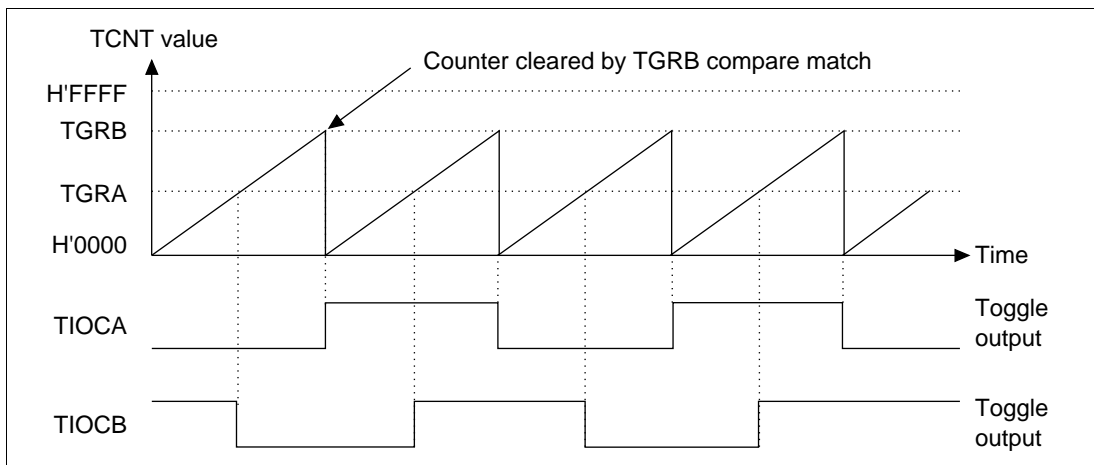 TCNT value
Counter cleared by TGRB compare match
H'FFFF
TGRB
TGRA
H'0000
Time
TIOCA
Toggle
output
TIOCB
Toggle
output